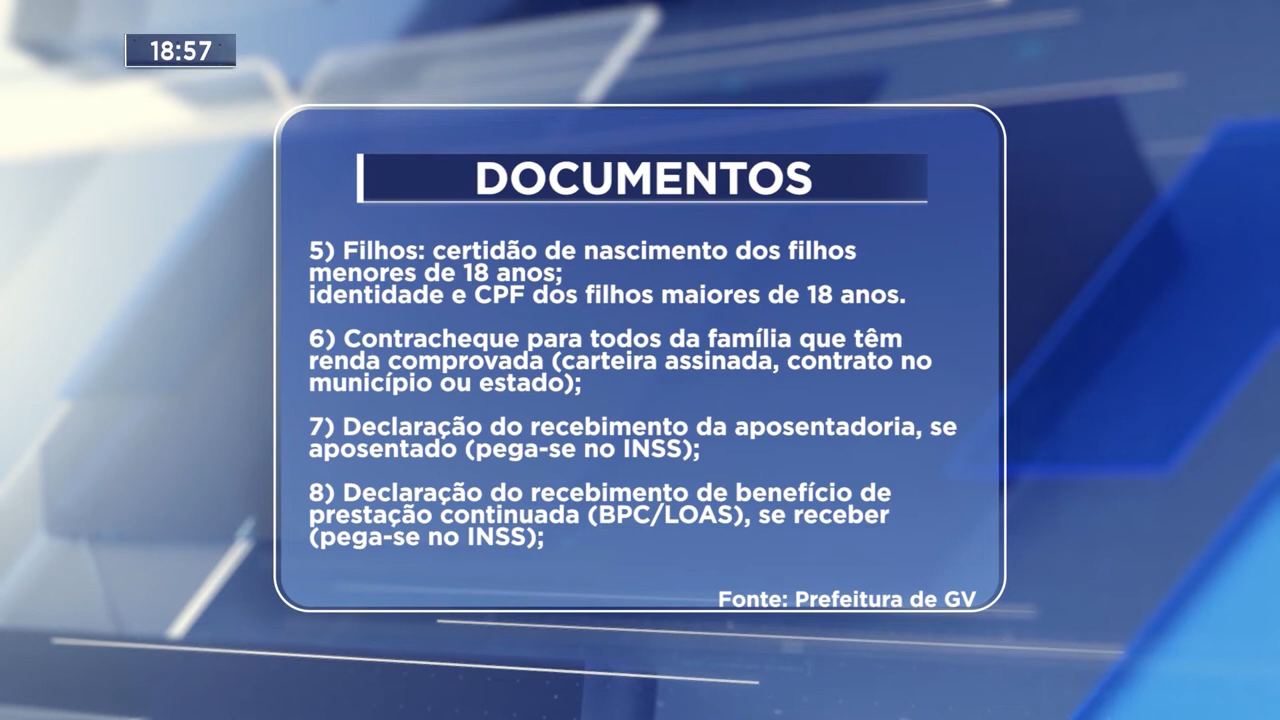 18:57
DOCUMENTOS
5) Filhos: certidão de nascimento dos filhos
menores de 18 anos;
identidade e CPF dos filhos maiores de 18 anos.
6) Contracheque para todos da família que têm
renda comprovada (carteira assinada, contrato no
município ou estado);
7) Declaração do recebimento da aposentadoria, se
aposentado (pega-se no INSS);
8) Declaração do recebimento de benefício de
prestação continuada (BPC/LOAS), se receber
(pega-se no INSS);
Fonte: Prefeitura de GV